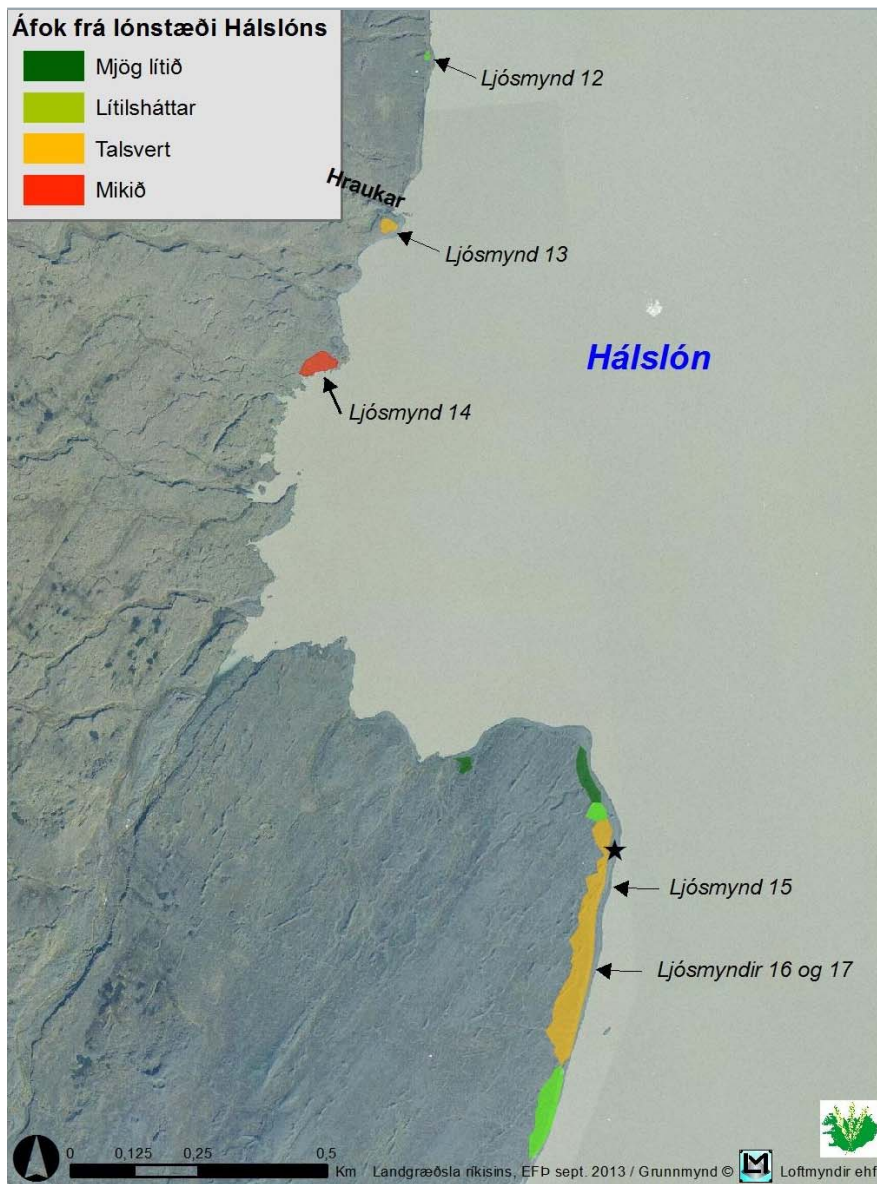 Áfok frá lónstæði Hálslóns
Mjög lítið
Lítilsháttar
Talsvert
Mikið
Ljósmynd 12
Hraukar
Ljósmynd 13
Hálslón
Ljósmynd 14
Ljósmynd 15
Ljósmyndir 16 og 17
0 0,125 0,25 0,5
Km Landgræðsla ríkisins, EFÞ sept. 2013 / Grunnmynd © LM Loftmyndir ehf